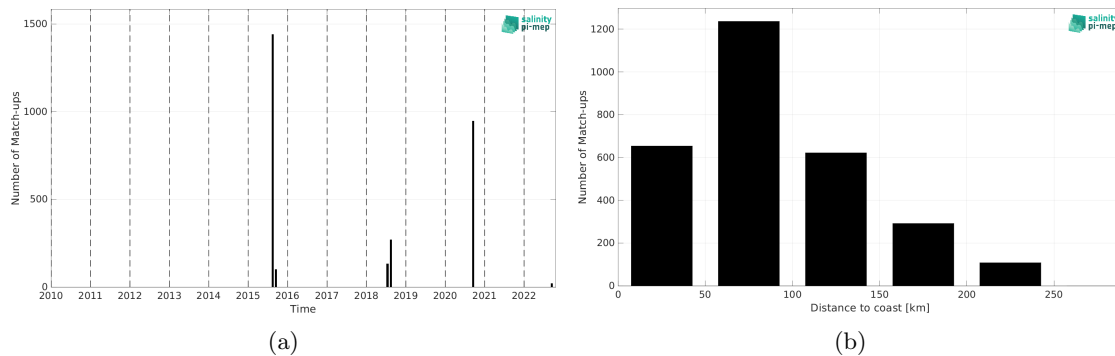 1500
1000
500
0
Number of Match-ups
2010 2011 2012 2013 2014 2015 2016 2017 2018 2019 2020 2021 2022
Time
salinity
pi-mep
(a)
1200
1000
800
600
400
200
0
Number of Match-ups
0 50 100 150 200 250
Distance to coast [km]
salinity
pi-mep
(b)